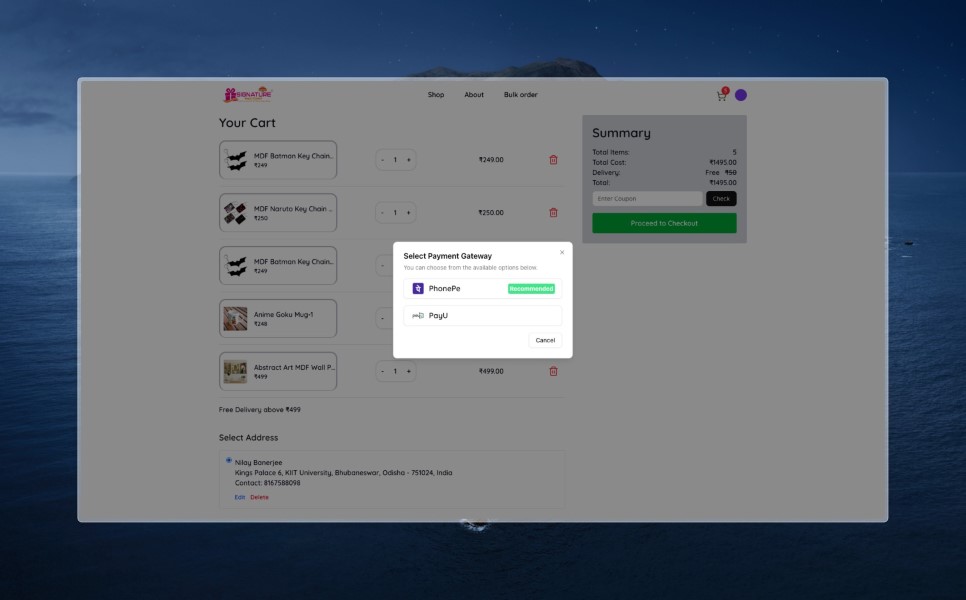 SIGNATURE
Shop
About
Bulk order
Your Cart
MDF Batman Key Chain...
₹249
- 1 +
₹249.00
MDF Naruto Key Chain ...
₹250
- 1 +
₹250.00
MDF Batman Key Chain...
₹249
-
Anime Goku Mug-1
₹248
-
Abstract Art MDF Wall P...
₹499
- 1 +
₹499.00
Free Delivery above ₹499
Select Address
Nilay Banerjee
Kings Palace 6, KIIT University, Bhubaneswar, Odisha - 751024, India
Contact: 8167588098
Edit Delete
Summary
Total Items: 5
Total Cost: ₹1495.00
Delivery: Free ₹50
Total: ₹1495.00
Enter Coupon
Check
Proceed to Checkout
Select Payment Gateway
You can choose from the available options below.
PhonePe
Recommended
PayU
Cancel